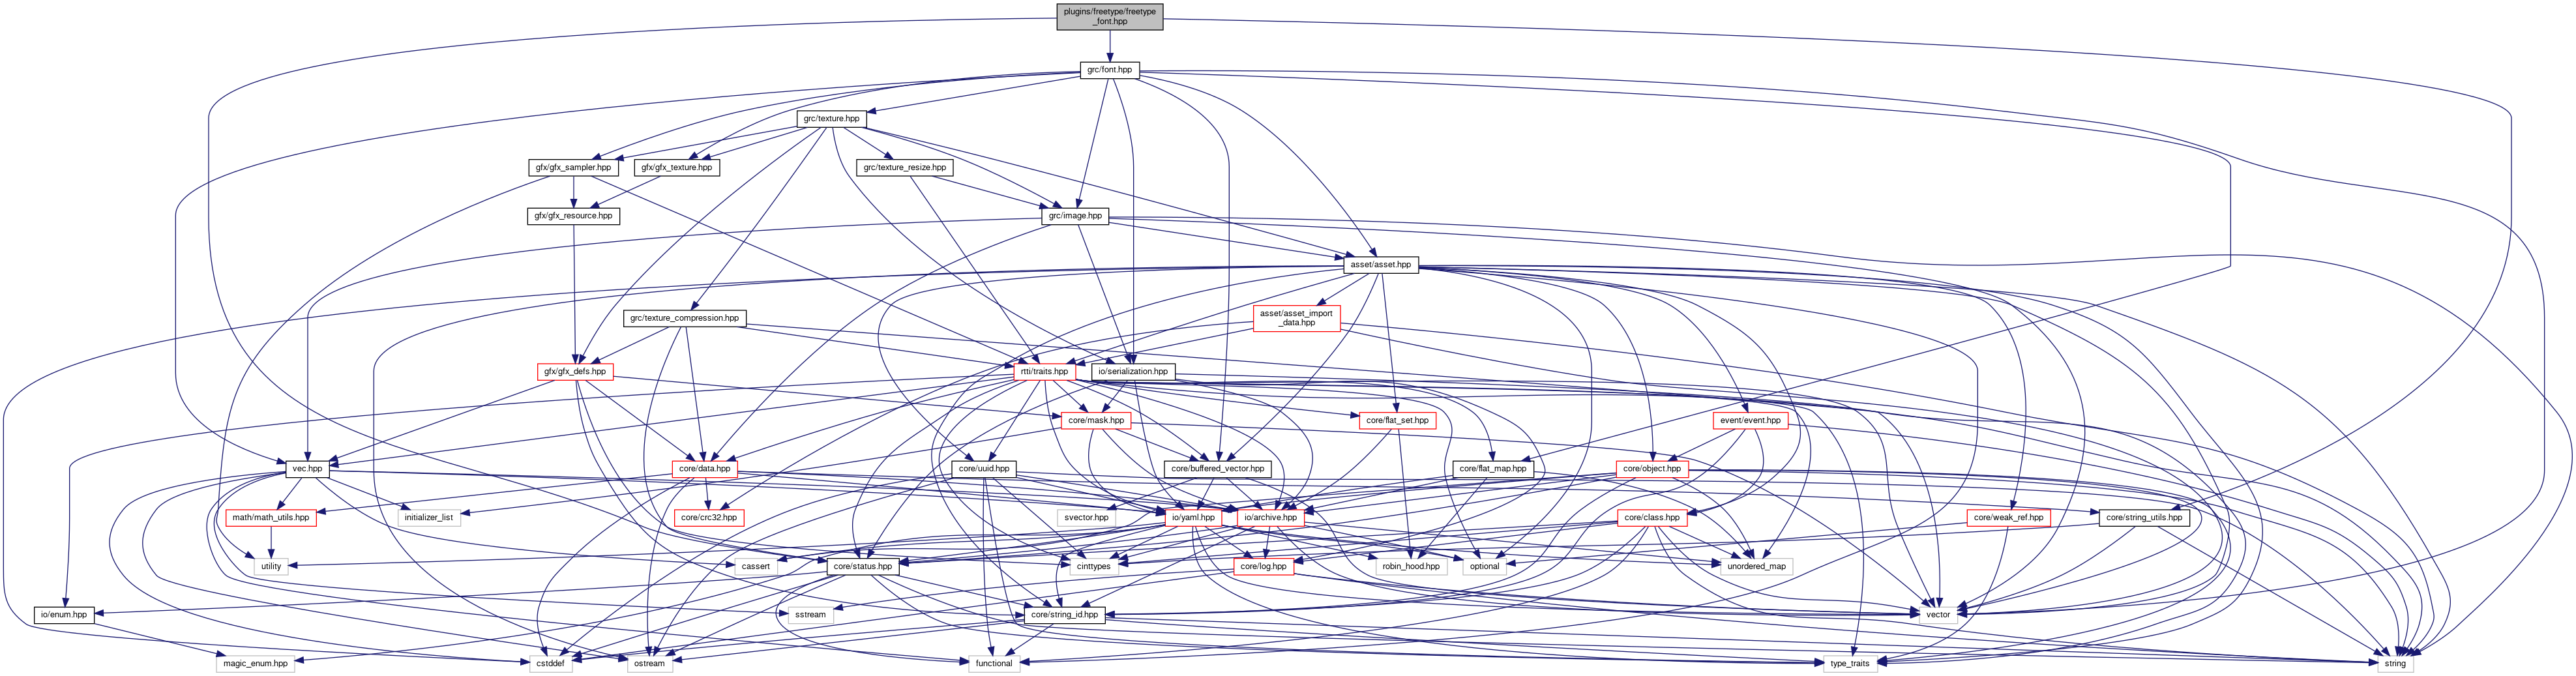 plugins/freetype/freetype
_font.hpp
grc/font.hpp
grc/texture.hpp
gfx/gfx_sampler.hpp
gfx/gfx_texture.hpp
grc/texture_resize.hpp
gfx/gfx_resource.hpp
grc/image.hpp
asset/asset.hpp
grc/texture_compression.hpp
asset/asset_import
_data.hpp
gfx/gfx_defs.hpp
rtti/traits.hpp
io/serialization.hpp
core/mask.hpp
core/flat_set.hpp
event/event.hpp
vec.hpp
core/data.hpp
core/uuid.hpp
core/buffered_vector.hpp
core/flat_map.hpp
core/object.hpp
math/math_utils.hpp
initializer_list
core/crc32.hpp
svector.hpp
io/yaml.hpp
io/archive.hpp
core/class.hpp
core/weak_ref.hpp
core/string_utils.hpp
utility
cassert
core/status.hpp
cinttypes
core/log.hpp
robin_hood.hpp
optional
unordered_map
io/enum.hpp
sstream
core/string_id.hpp
vector
magic_enum.hpp
cstddef
ostream
functional
type_traits
string